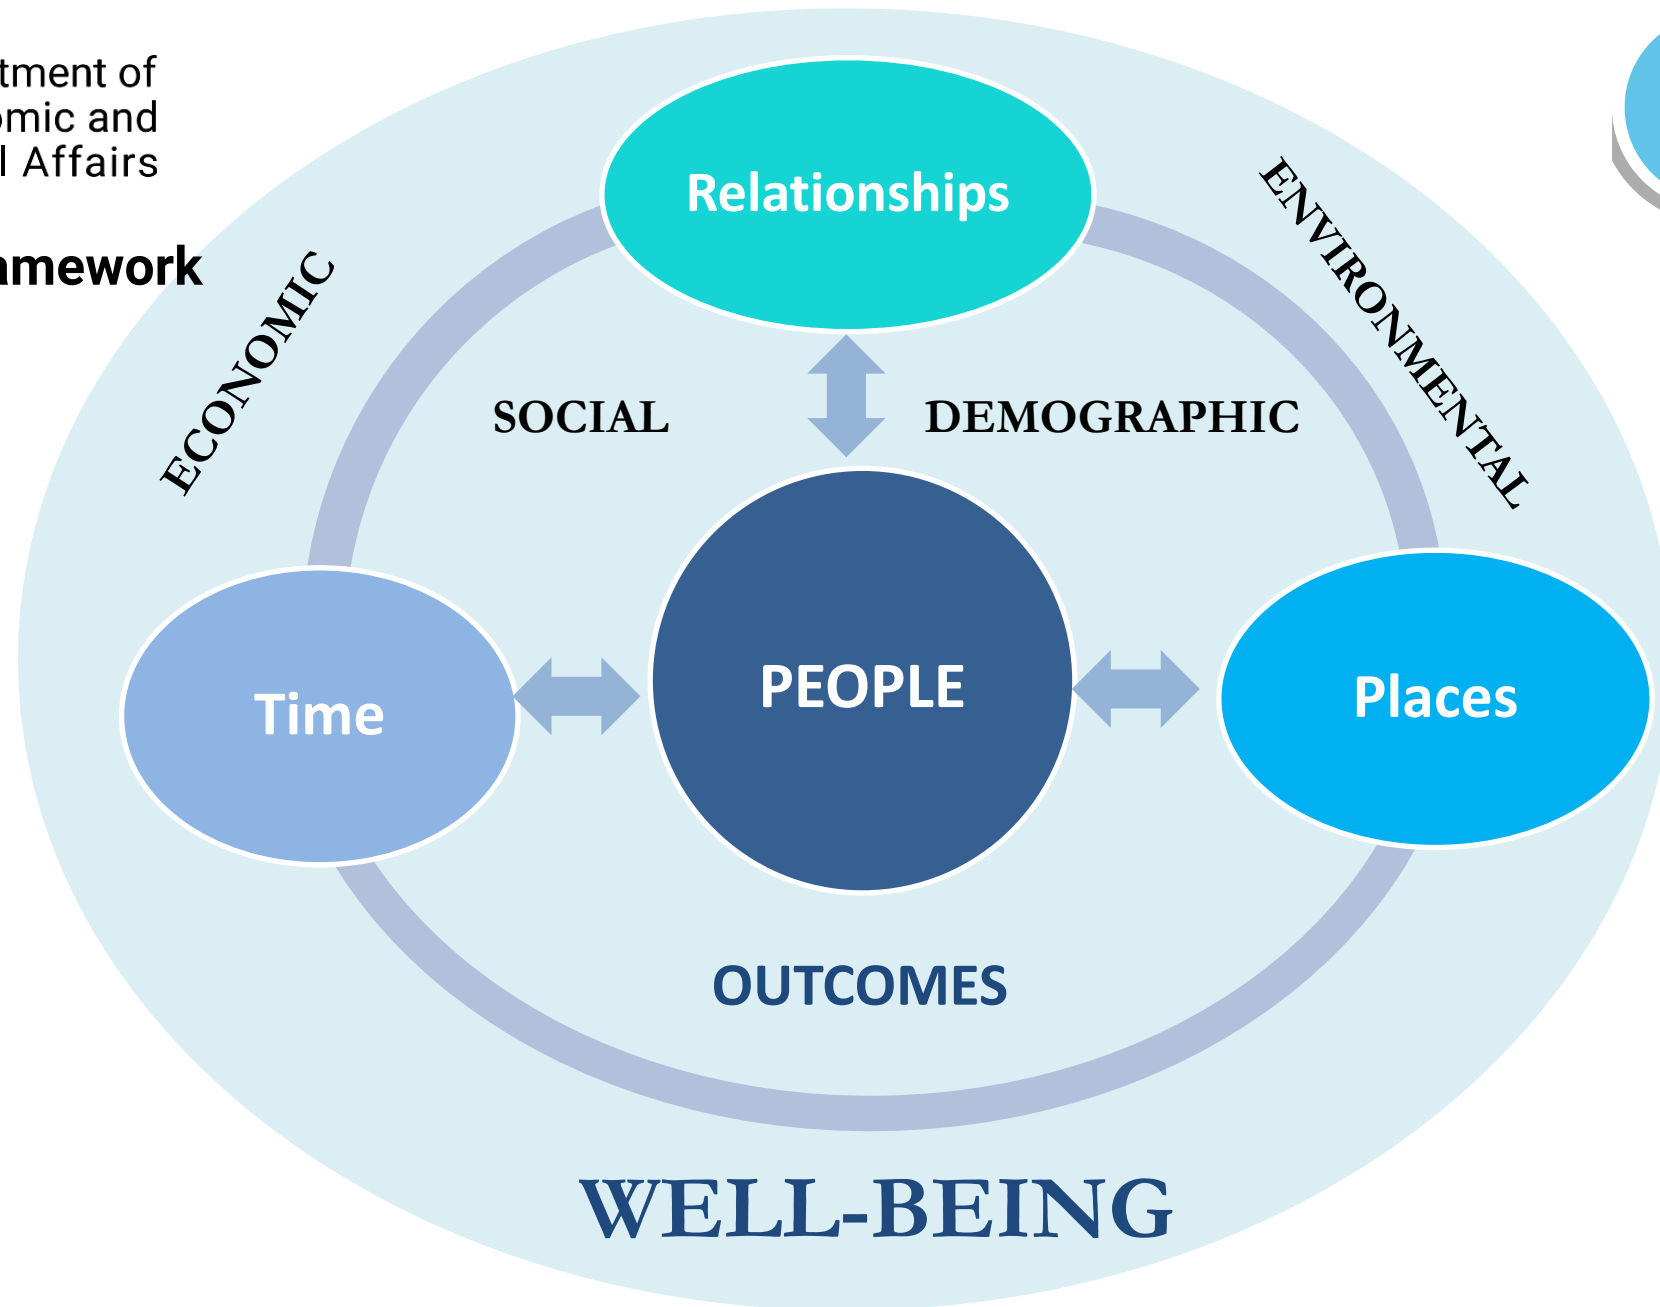 tment of
omic and
l Affairs
amework
Relationships
ECONOMIC
ENVIRONMENTAL
SOCIAL
DEMOGRAPHIC
Time
PEOPLE
Places
OUTCOMES
WELL-BEING